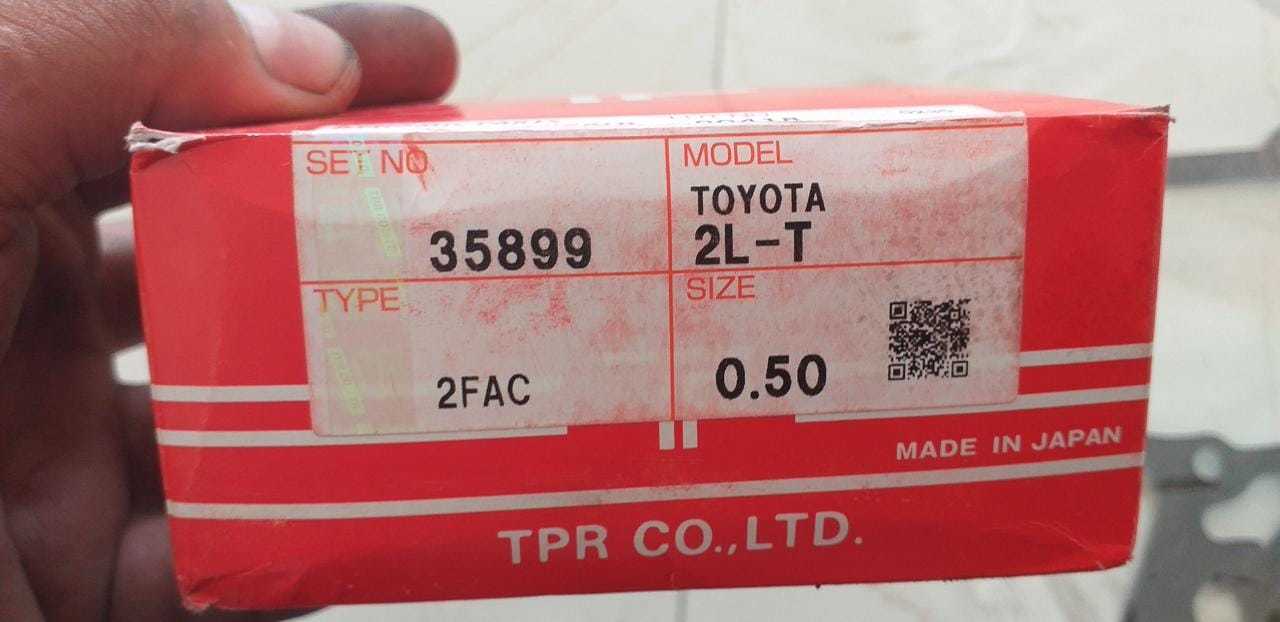 SET NO
MODEL
TOYOTA
35899
2L-T
TYPE
SIZE
2FAC
0.50
MADE IN JAPAN
TPR CO.,LTD.